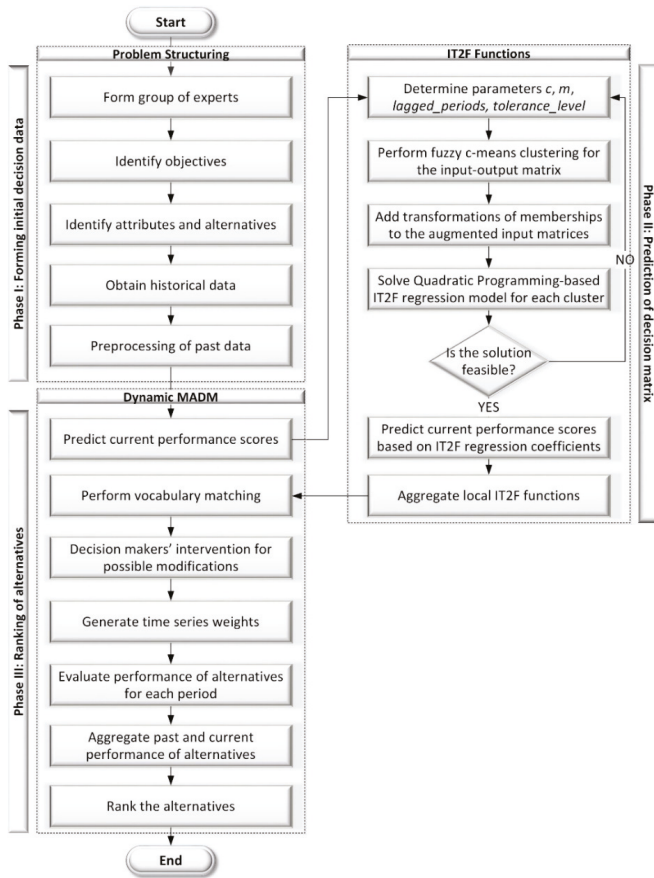 Start
Problem Structuring
Phase I: Forming initial decision data
Form group of experts
Identify objectives
Identify attributes and alternatives
Obtain historical data
Preprocessing of past data
Dynamic MADM
Phase III: Ranking of alternatives
Predict current performance scores
Perform vocabulary matching
Decision makers' intervention for
possible modifications
Generate time series weights
Evaluate performance of alternatives
for each period
Aggregate past and current
performance of alternatives
Rank the alternatives
End
IT2F Functions
Phase II: Prediction of decision matrix
Determine parameters c, m,
lagged_periods, tolerance_level
Perform fuzzy c-means clustering for
the input-output matrix
Add transformations of memberships
to the augmented input matrices
Solve Quadratic Programming-based
IT2F regression model for each cluster
Is the solution
feasible?
NO
YES
Predict current performance scores
based on IT2F regression coefficients
Aggregate local IT2F functions